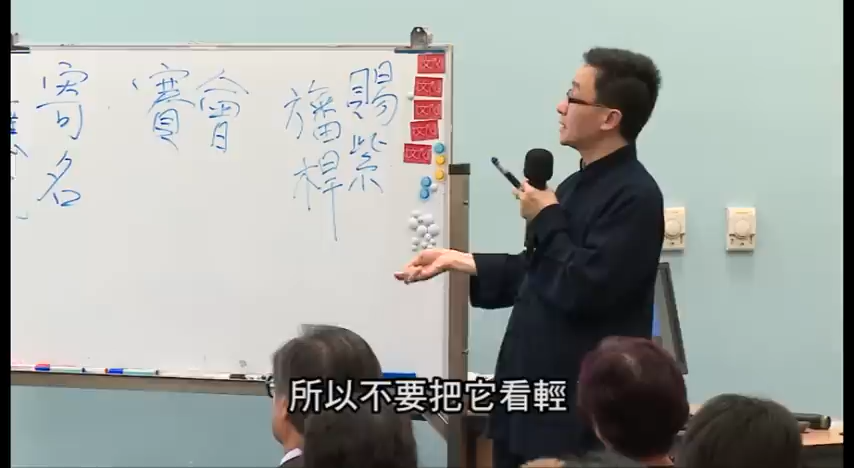 賜紫
旛桿
賽會
寄名
所以不要把它看輕